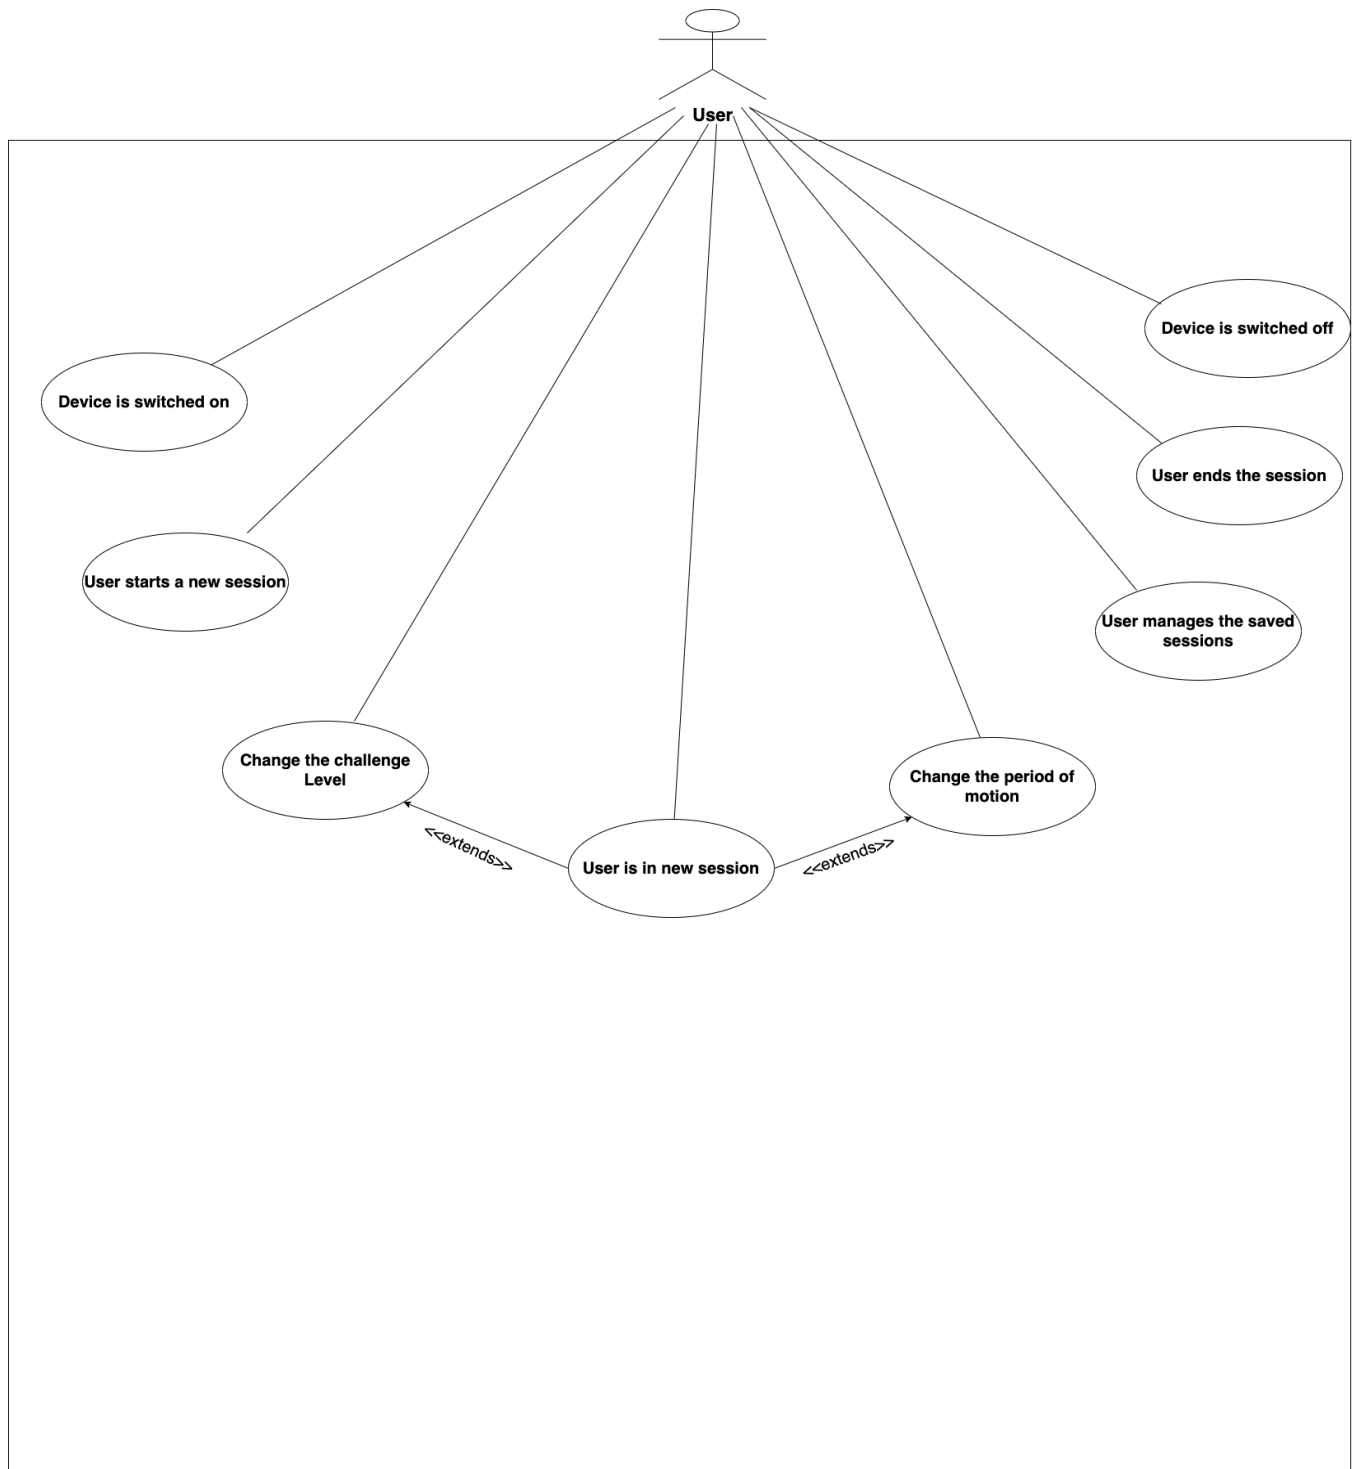 User
Device is switched off
Device is switched on
User ends the session
User starts a new session
User manages the saved
sessions
Change the challenge
Level
Change the period of
motion
<<extends>>
<<extends>>
User is in new session